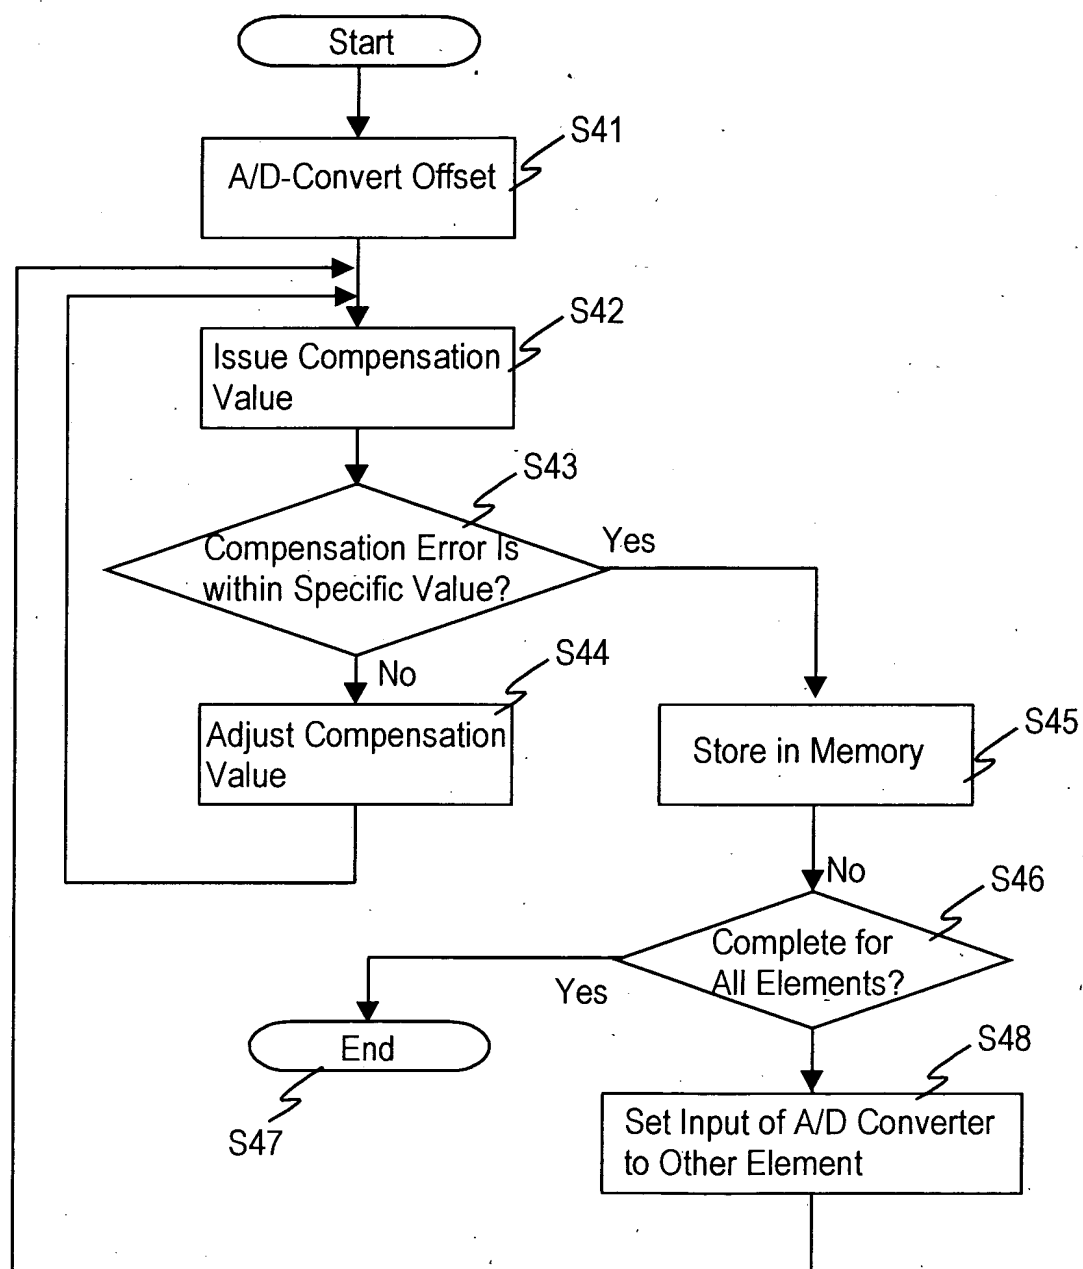 Start
S41
A/D-Convert Offset
S42
Issue Compensation
Value
S43
Compensation Error Is
within Specific Value?
Yes
No
S44
Adjust Compensation
Value
S45
Store in Memory
No
S46
Complete for
All Elements?
Yes
End
S47
S48
Set Input of A/D Converter
to Other Element